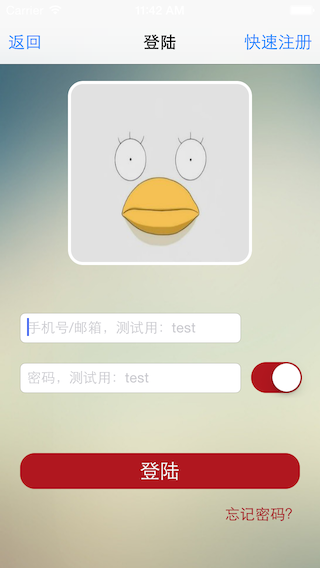 Carrier 11:42 AM
返回 登陆 快速注册
手机号/邮箱，测试用：test
密码，测试用：test
登陆
忘记密码?